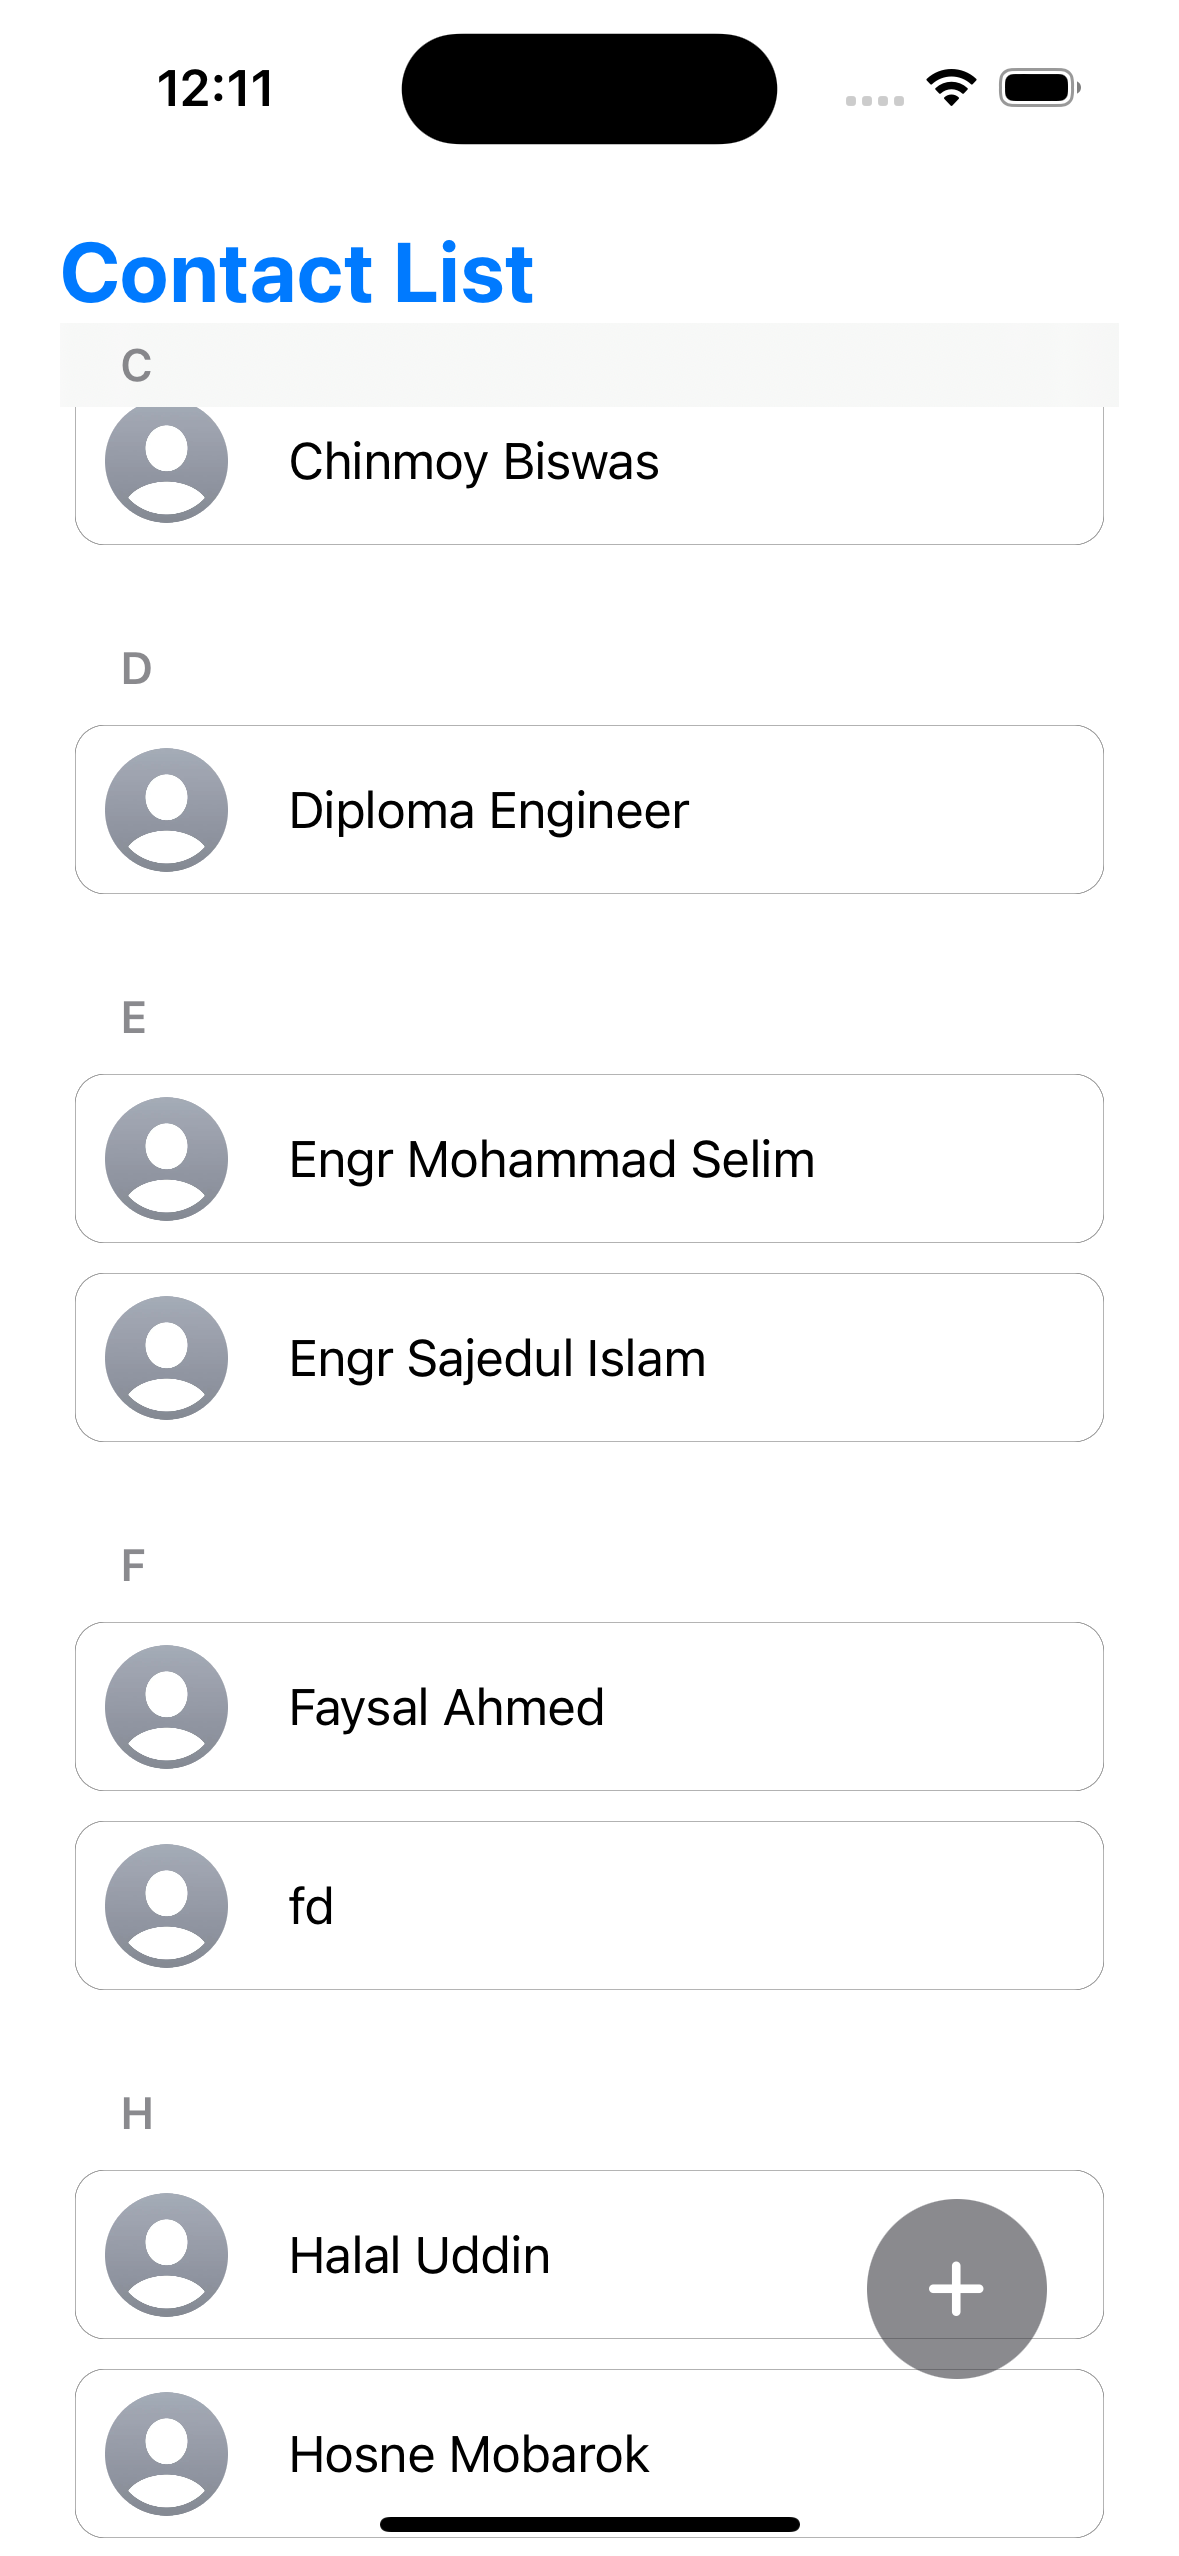 12:11
Contact List
C
Chinmoy Biswas
D
Diploma Engineer
E
Engr Mohammad Selim
Engr Sajedul Islam
F
Faysal Ahmed
fd
H
Halal Uddin
+
Hosne Mobarok